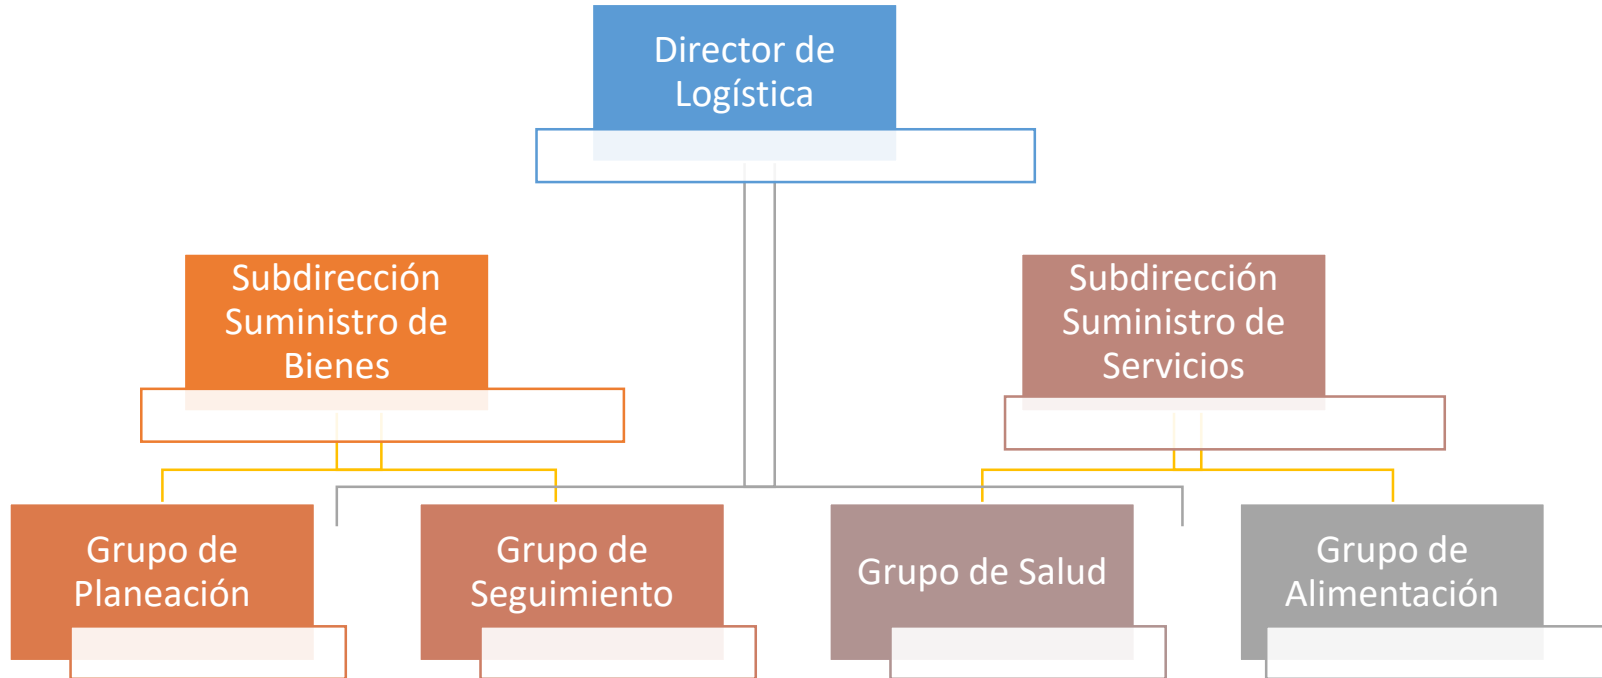 Director de
Logística
Subdirección
Suministro de
Bienes
Subdirección
Suministro de
Servicios
Grupo de
Planeación
Grupo de
Seguimiento
Grupo de Salud
Grupo de
Alimentación